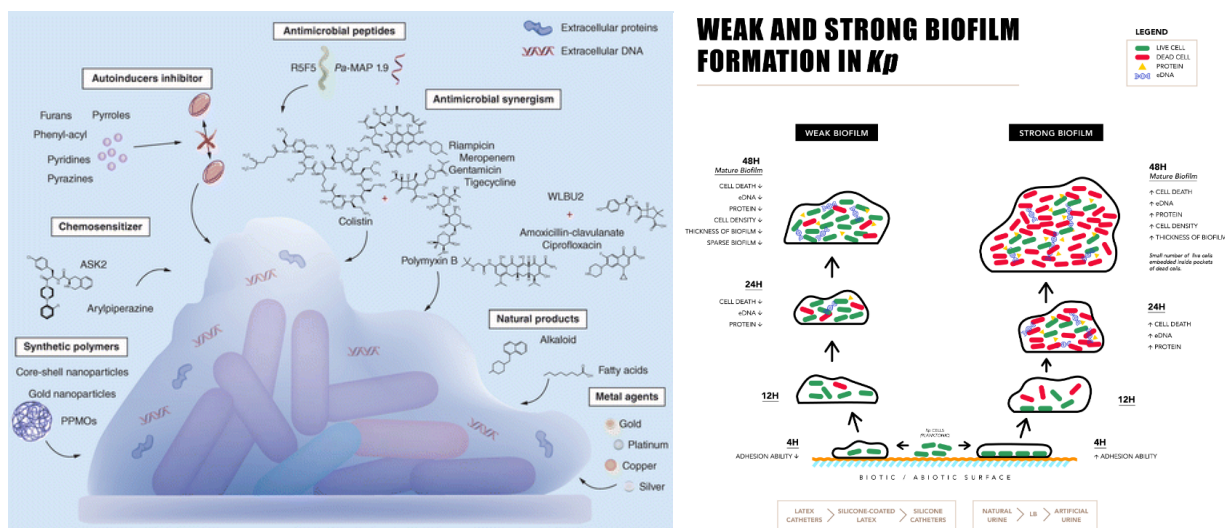 Antimicrobial peptides
R5F5
Pa-MAP 1.9
Extracellular proteins
Extracellular DNA
Autoinducers inhibitor
Furans
Pyrroles
Phenyl-acyl
Pyridines
Pyrazines
Antimicrobial synergism
Riampicin
Meropenem
Gentamicin
Tigecycline
+
Colistin
WLBU2
+
Amoxicillin-clavulanate
Ciprofloxacin
Polymyxin B
Chemosensitizer
ASK2
Arylpiperazine
Natural products
Alkaloid
Fatty acids
Synthetic polymers
Core-shell nanoparticles
Gold nanoparticles
PPMOs
Metal agents
Gold
Platinum
Copper
Silver
WEAK AND STRONG BIOFILM
FORMATION IN Kp
LEGEND
LIVE CELL
DEAD CELL
PROTEIN
eDNA
WEAK BIOFILM
48H
Mature Biofilm
CELL DEATH ↓
eDNA ↓
PROTEIN ↓
CELL DENSITY ↓
THICKNESS OF BIOFILM ↓
SPARSE BIOFILM ↓
24H
CELL DEATH ↓
eDNA ↓
PROTEIN ↓
12H
4H
ADHESION ABILITY ↓
STRONG BIOFILM
48H
Mature Biofilm
↑ CELL DEATH
↑ eDNA
↑ PROTEIN
↑ CELL DENSITY
↑ THICKNESS OF BIOFILM
Small number of live cells
embedded inside pockets
of dead cells.
24H
↑ CELL DEATH
↑ eDNA
↑ PROTEIN
12H
4H
↑ ADHESION ABILITY
Kp CELLS
(PLANKTONIC)
BIOTIC / ABIOTIC SURFACE
LATEX
CATHETERS
SILICONE-COATED
LATEX
SILICONE
CATHETERS
NATURAL
URINE
LB
ARTIFICIAL
URINE